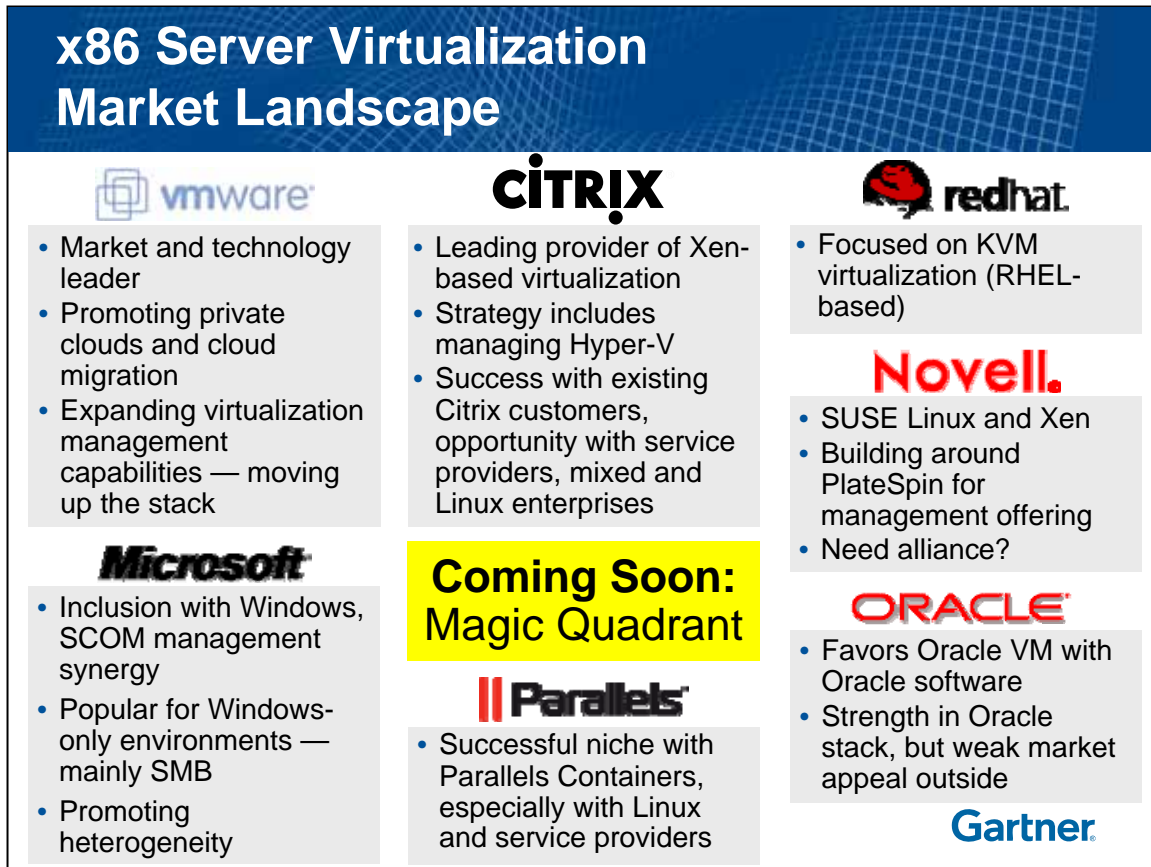 x86 Server Virtualization
Market Landscape
vmware
• Market and technology
leader
• Promoting private
clouds and cloud
migration
• Expanding virtualization
management
capabilities — moving
up the stack
Microsoft
• Inclusion with Windows,
SCOM management
synergy
• Popular for Windows-
only environments —
mainly SMB
• Promoting
heterogeneity
CITRIX
• Leading provider of Xen-
based virtualization
• Strategy includes
managing Hyper-V
• Success with existing
Citrix customers,
opportunity with service
providers, mixed and
Linux enterprises
Coming Soon:
Magic Quadrant
Parallels
• Successful niche with
Parallels Containers,
especially with Linux
and service providers
redhat.
• Focused on KVM
virtualization (RHEL-
based)
Novell.
• SUSE Linux and Xen
• Building around
PlateSpin for
management offering
• Need alliance?
ORACLE
• Favors Oracle VM with
Oracle software
• Strength in Oracle
stack, but weak market
appeal outside
Gartner